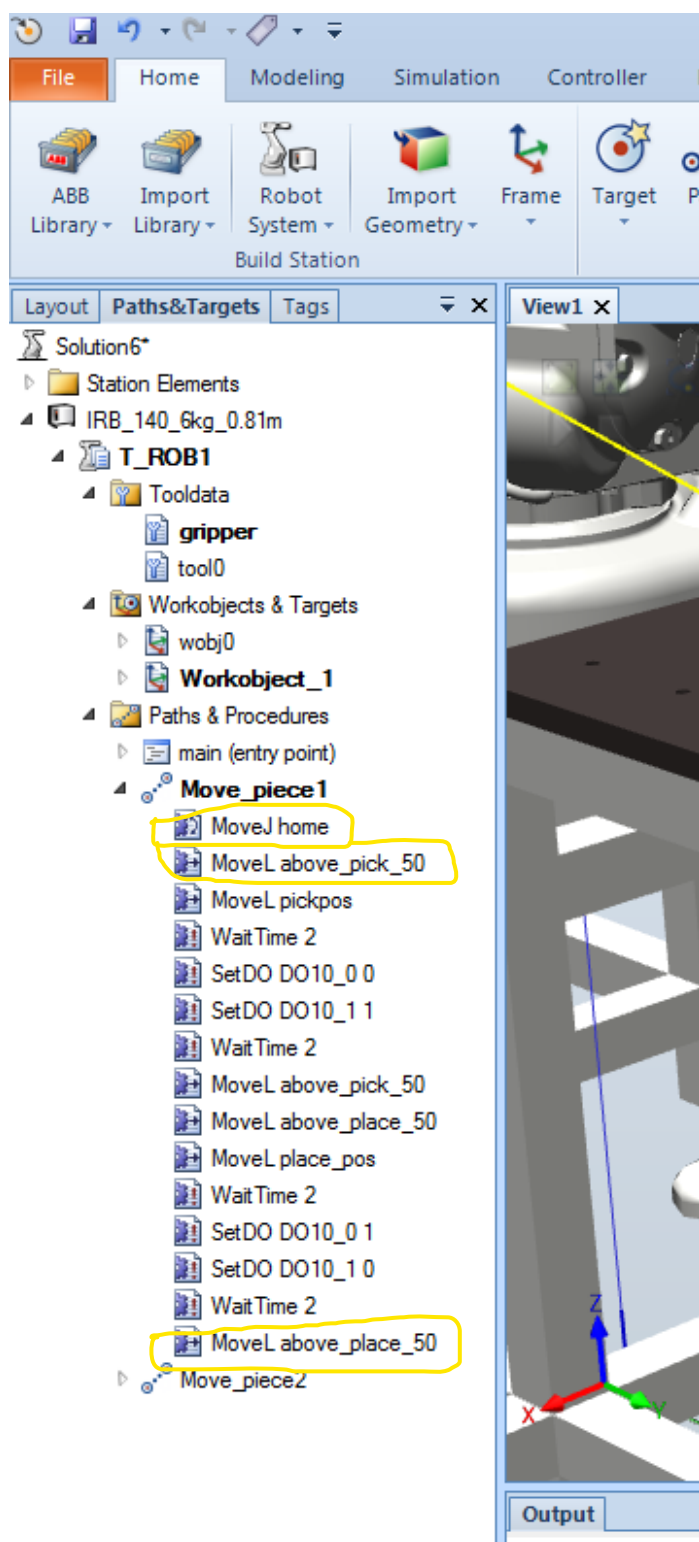 File Home Modeling Simulation Controller
ABB Library
Import Library
Robot System
Import Geometry
Frame
Target
P
Build Station
Layout Paths&Targets Tags
View1
Solution6*
Station Elements
IRB_140_6kg_0.81m
T_ROB1
Tooldata
gripper
tool0
Workobjects & Targets
wobj0
Workobject_1
Paths & Procedures
main (entry point)
Move_piece1
MoveJ home
MoveL above_pick_50
MoveL pickpos
WaitTime 2
SetDO DO10_0 0
SetDO DO10_1 1
WaitTime 2
MoveL above_pick_50
MoveL above_place_50
MoveL place_pos
WaitTime 2
SetDO DO10_0 1
SetDO DO10_1 0
WaitTime 2
MoveL above_place_50
Move_piece2
Z
X
Y
Output